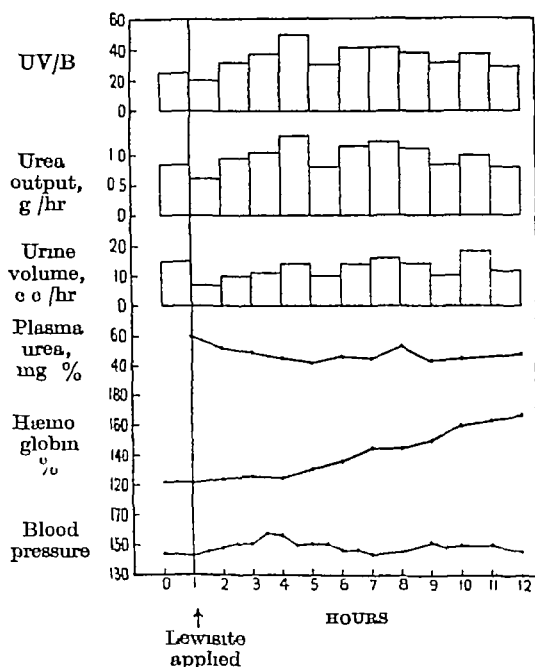 UV/B
60
40
20
0
Urea
output,
g /hr
1 0
0 5
0
Urine
volume,
c c /hr
20
10
0
Plasma
urea,
mg %
60
40
Hæmo
globin
%
180
160
140
120
Blood
pressure
170
150
130
0 1 2 3 4 5 6 7 8 9 10 11 12
HOURS
↑
Lewisite
applied